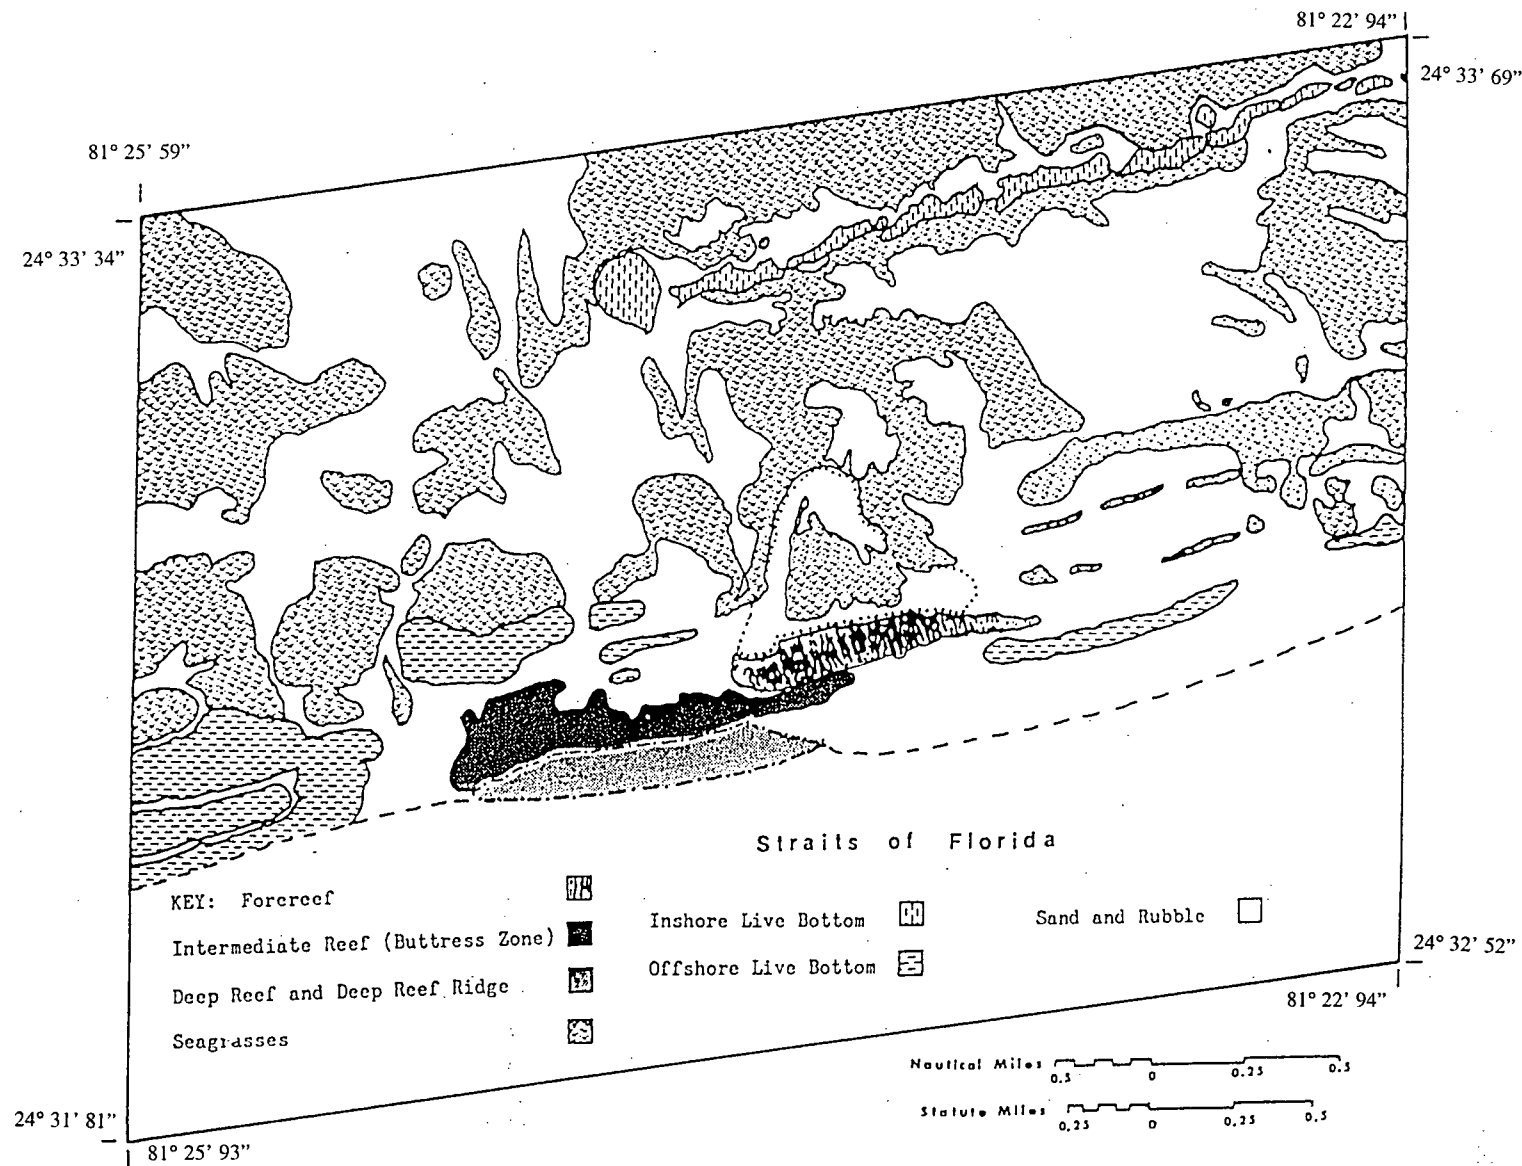 81° 22' 94"
24° 33' 69"
81° 25' 59"
24° 33' 34"
Straits of Florida
KEY: Forereef
Intermediate Reef (Buttress Zone)
Deep Reef and Deep Reef Ridge
Seagrasses
Inshore Live Bottom
Offshore Live Bottom
Sand and Rubble
24° 32' 52"
81° 22' 94"
Nautical Miles
0.5 0 0.25 0.5
Statute Miles
0.25 0 0.25 0.5
24° 31' 81"
81° 25' 93"